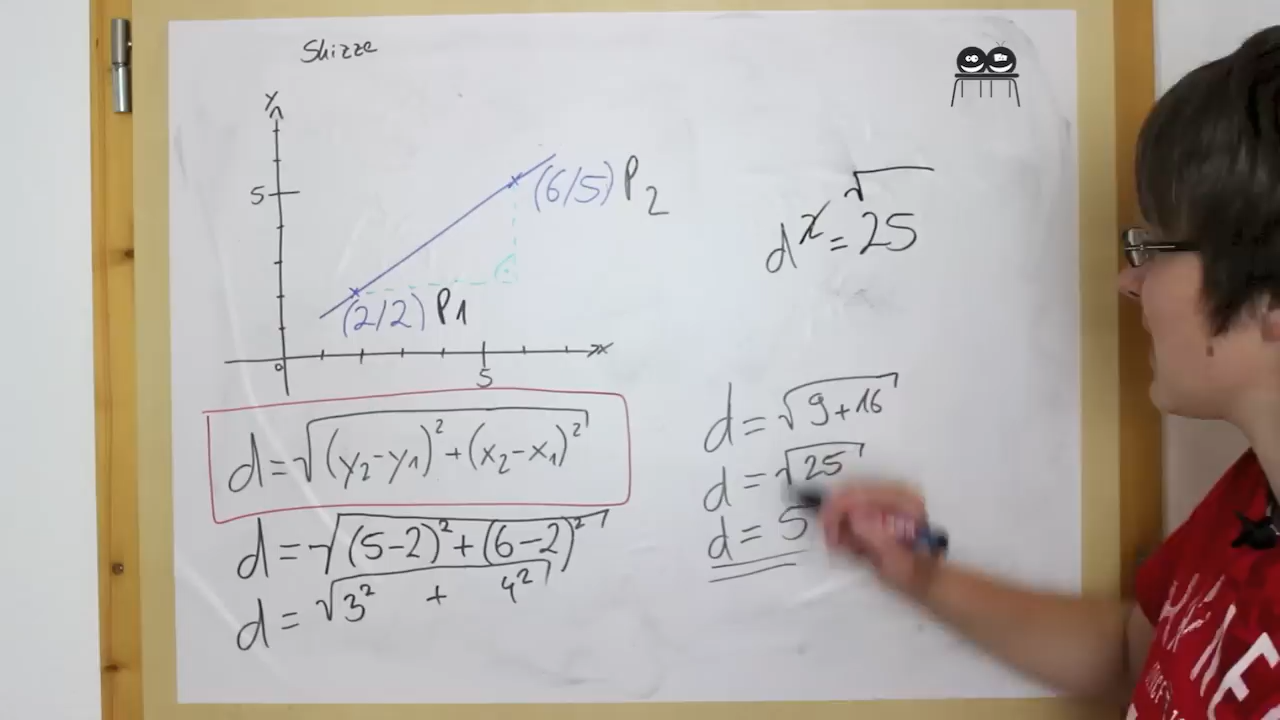 Skizze
y
5
(6/5) P2
(2/2) P1
0
5
x
d=√(y2-y1)²+(x2-x1)²
d=√(5-2)²+(6-2)²
d=√3² + 4²
d²=√25
d=√9+16
d=√25
d=5